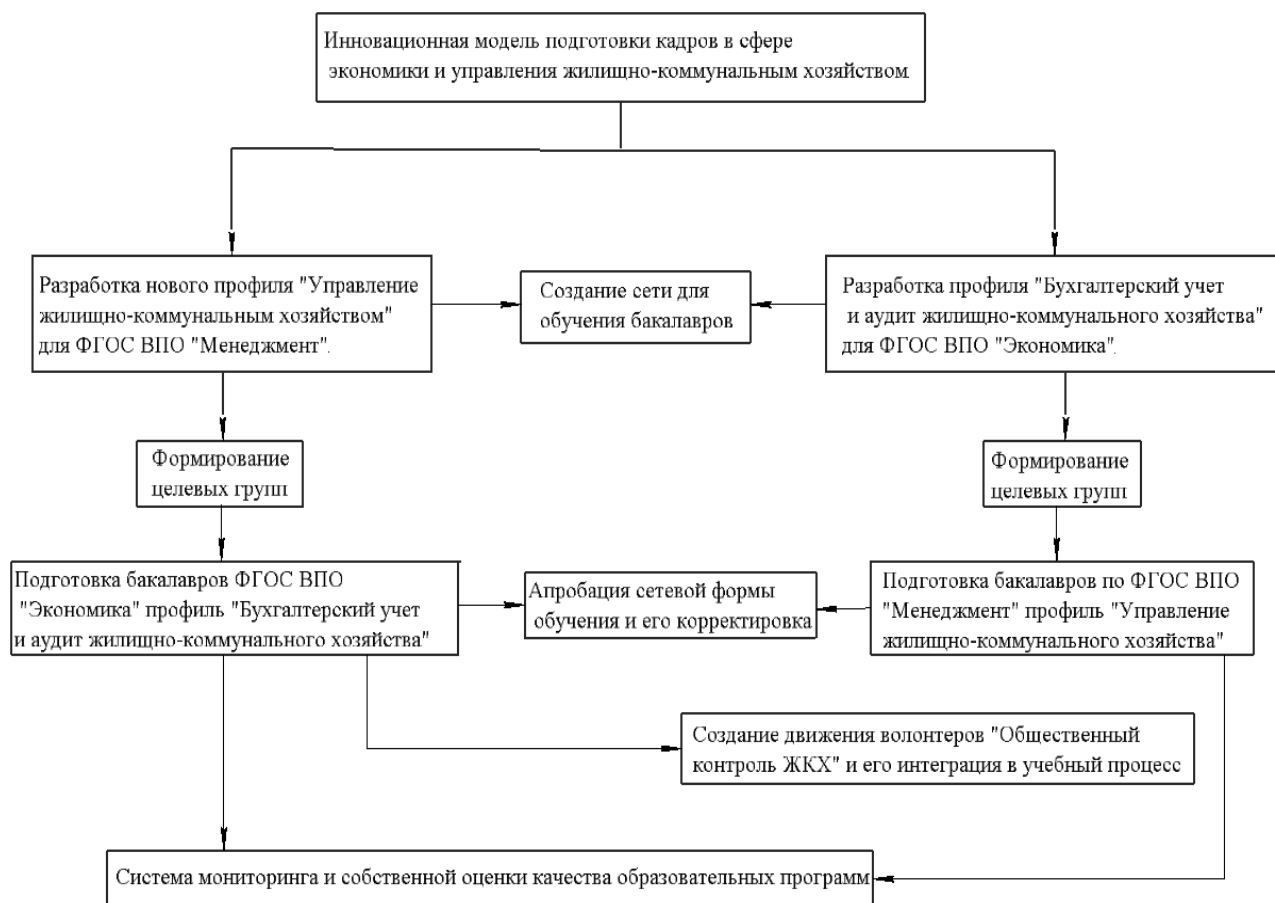 Инновационная модель подготовки кадров в сфере
экономики и управления жилищно-коммунальным хозяйством
Разработка нового профиля "Управление
жилищно-коммунальным хозяйством"
для ФГОС ВПО "Менеджмент".
Создание сети для
обучения бакалавров
Разработка профиля "Бухгалтерский учет
и аудит жилищно-коммунального хозяйства"
для ФГОС ВПО "Экономика".
Формирование
целевых групп
Формирование
целевых групп
Подготовка бакалавров ФГОС ВПО
"Экономика" профиль "Бухгалтерский учет
и аудит жилищно-коммунального хозяйства"
Апробация сетевой формы
обучения и его корректировка
Подготовка бакалавров по ФГОС ВПО
"Менеджмент" профиль "Управление
жилищно-коммунального хозяйства"
Создание движения волонтеров "Общественный
контроль ЖКХ" и его интеграция в учебный процесс
Система мониторинга и собственной оценки качества образовательных программ